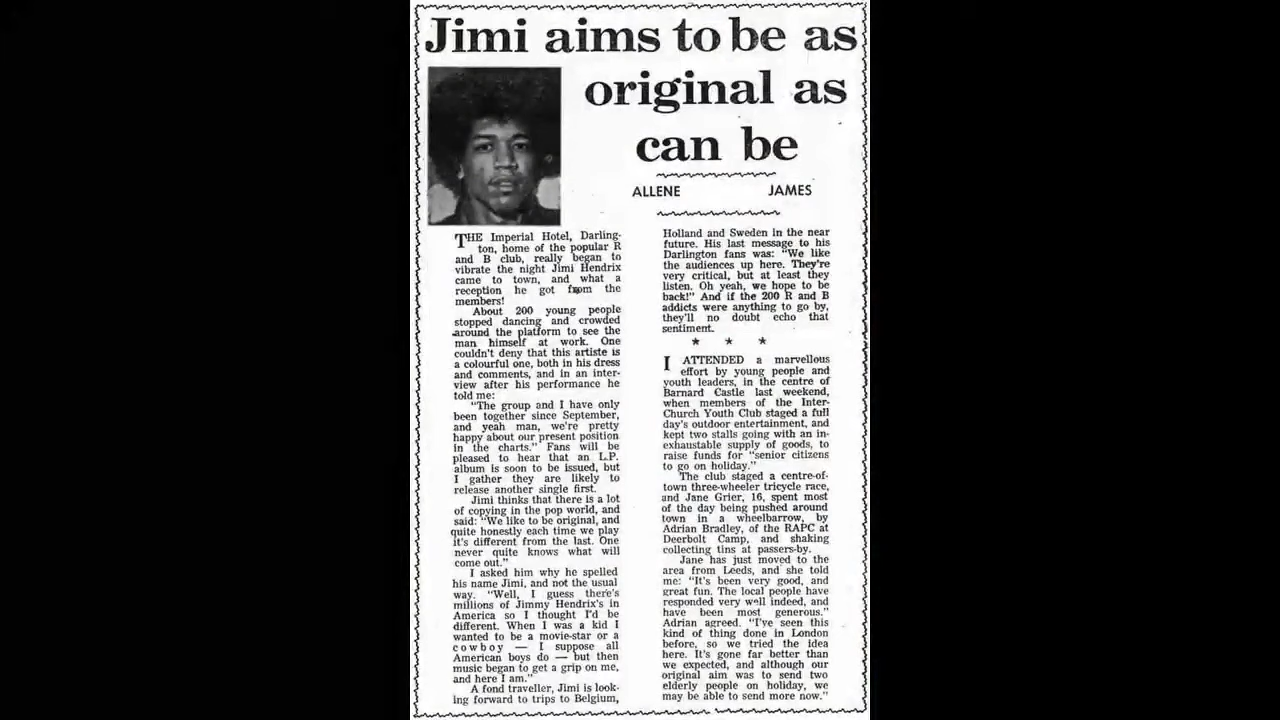 Jimi aims to be as
original as
can be
ALLENE JAMES
THE Imperial Hotel, Darling-
ton, home of the popular R
and B club, really began to
vibrate the night Jimi Hendrix
came to town, and what a
reception he got from the
members!
About 200 young people
stopped dancing and crowded
around the platform to see the
man himself at work. One
couldn't deny that this artiste is
a colourful one, both in his dress
and comments, and in an inter-
view after his performance he
told me:
"The group and I have only
been together since September,
and yeah man, we're pretty
happy about our present position
in the charts." Fans will be
pleased to hear that an L.P.
album is soon to be issued, but
I gather they are likely to
release another single first.
Jimi thinks that there is a lot
of copying in the pop world, and
said: "We like to be original, and
quite honestly each time we play
it's different from the last. One
never quite knows what will
come out."
I asked him why he spelled
his name Jimi, and not the usual
way. "Well, I guess there's
millions of Jimmy Hendrix's in
America so I thought I'd be
different. When I was a kid I
wanted to be a movie-star or a
cowboy — I suppose all
American boys do — but then
music began to get a grip on me,
and here I am."
A fond traveller, Jimi is look-
ing forward to trips to Belgium,
Holland and Sweden in the near
future. His last message to his
Darlington fans was: "We like
the audiences up here. They're
very critical, but at least they
listen. Oh yeah, we hope to be
back!" And if the 200 R and B
addicts were anything to go by,
they'll no doubt echo that
sentiment.
* * *
I ATTENDED a marvellous
effort by young people and
youth leaders, in the centre of
Barnard Castle last weekend,
when members of the Inter-
Church Youth Club staged a full
day's outdoor entertainment, and
kept two stalls going with an in-
exhaustable supply of goods, to
raise funds for "senior citizens
to go on holiday."
The club staged a centre-of-
town three-wheeler tricycle race,
and Jane Grier, 16, spent most
of the day being pushed around
town in a wheelbarrow, by
Adrian Bradley, of the RAPC at
Deerbolt Camp, and shaking
collecting tins at passers-by.
Jane has just moved to the
area from Leeds, and she told
me: "It's been very good, and
great fun. The local people have
responded very well indeed, and
have been most generous."
Adrian agreed. "I've seen this
kind of thing done in London
before, so we tried the idea
here. It's gone far better than
we expected, and although our
original aim was to send two
elderly people on holiday, we
may be able to send more now."